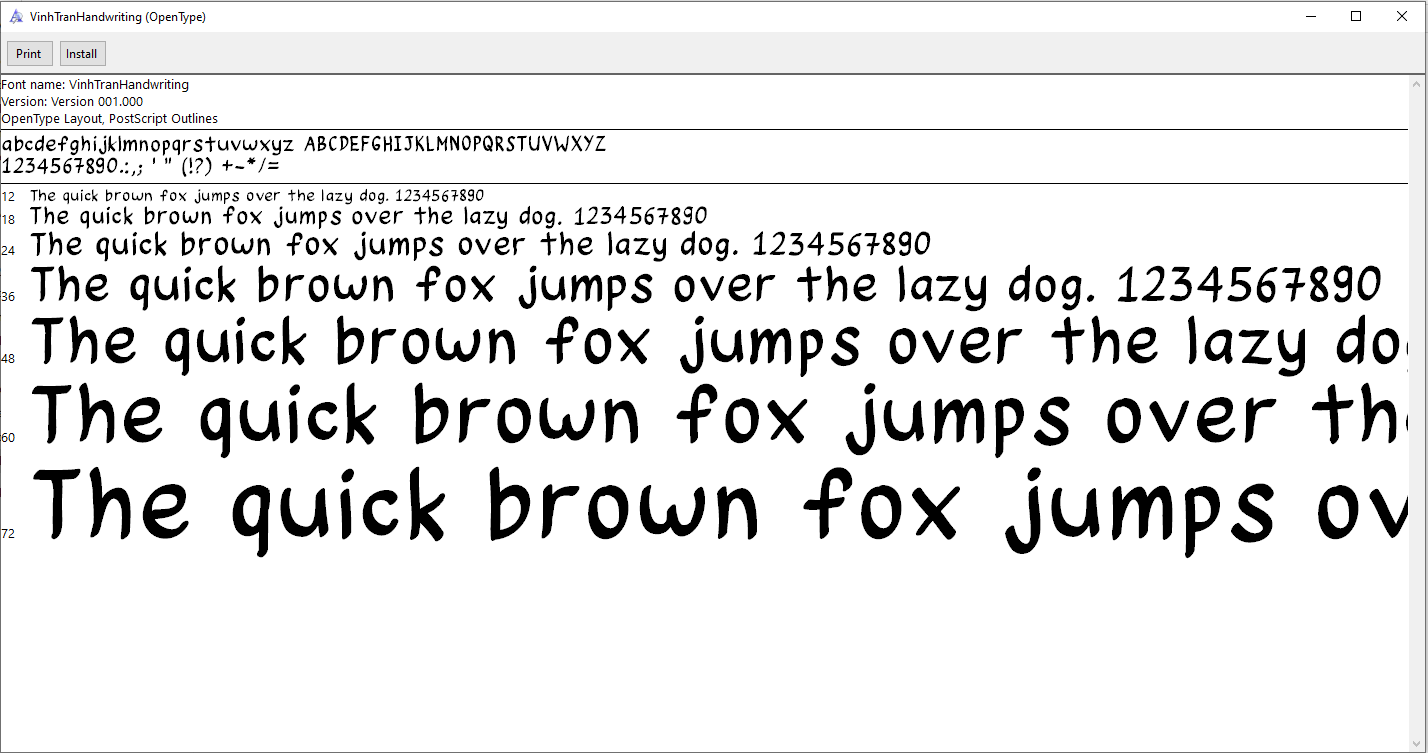 VinhTranHandwriting (OpenType)
Print Install
Font name: VinhTranHandwriting
Version: Version 001.000
OpenType Layout, PostScript Outlines
abcdefghijklmnopqrstuvwxyz ABCDEFGHIJKLMNOPQRSTUVWXYZ
1234567890.:,; ' " (!?) +-*/=
12 The quick brown fox jumps over the lazy dog. 1234567890
18 The quick brown fox jumps over the lazy dog. 1234567890
24 The quick brown fox jumps over the lazy dog. 1234567890
36 The quick brown fox jumps over the lazy dog. 1234567890
48 The quick brown fox jumps over the lazy do
60 The quick brown fox jumps over th
72 The quick brown fox jumps ov